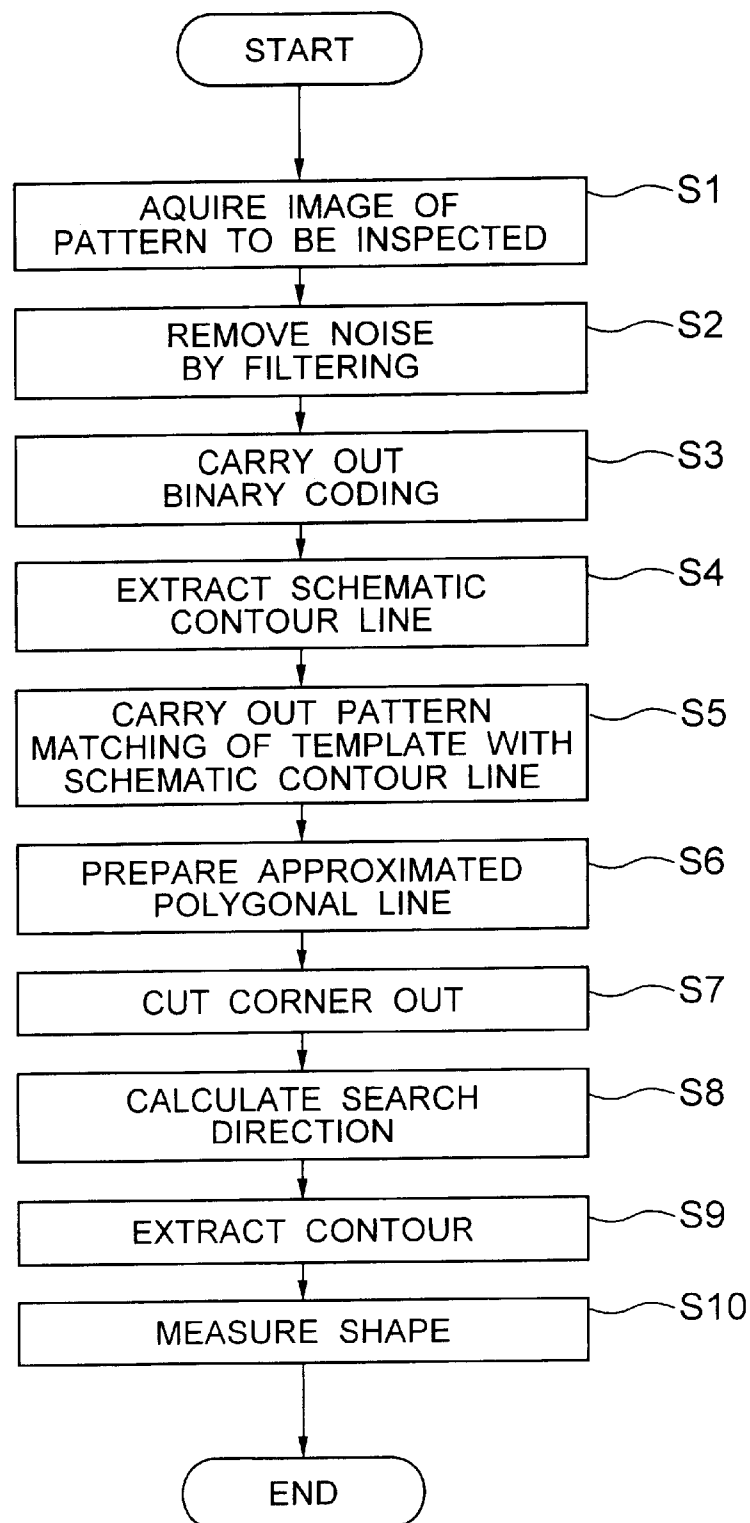 START
AQUIRE IMAGE OF
PATTERN TO BE INSPECTED
S1
REMOVE NOISE
BY FILTERING
S2
CARRY OUT
BINARY CODING
S3
EXTRACT SCHEMATIC
CONTOUR LINE
S4
CARRY OUT PATTERN
MATCHING OF TEMPLATE WITH
SCHEMATIC CONTOUR LINE
S5
PREPARE APPROXIMATED
POLYGONAL LINE
S6
CUT CORNER OUT
S7
CALCULATE SEARCH
DIRECTION
S8
EXTRACT CONTOUR
S9
MEASURE SHAPE
S10
END